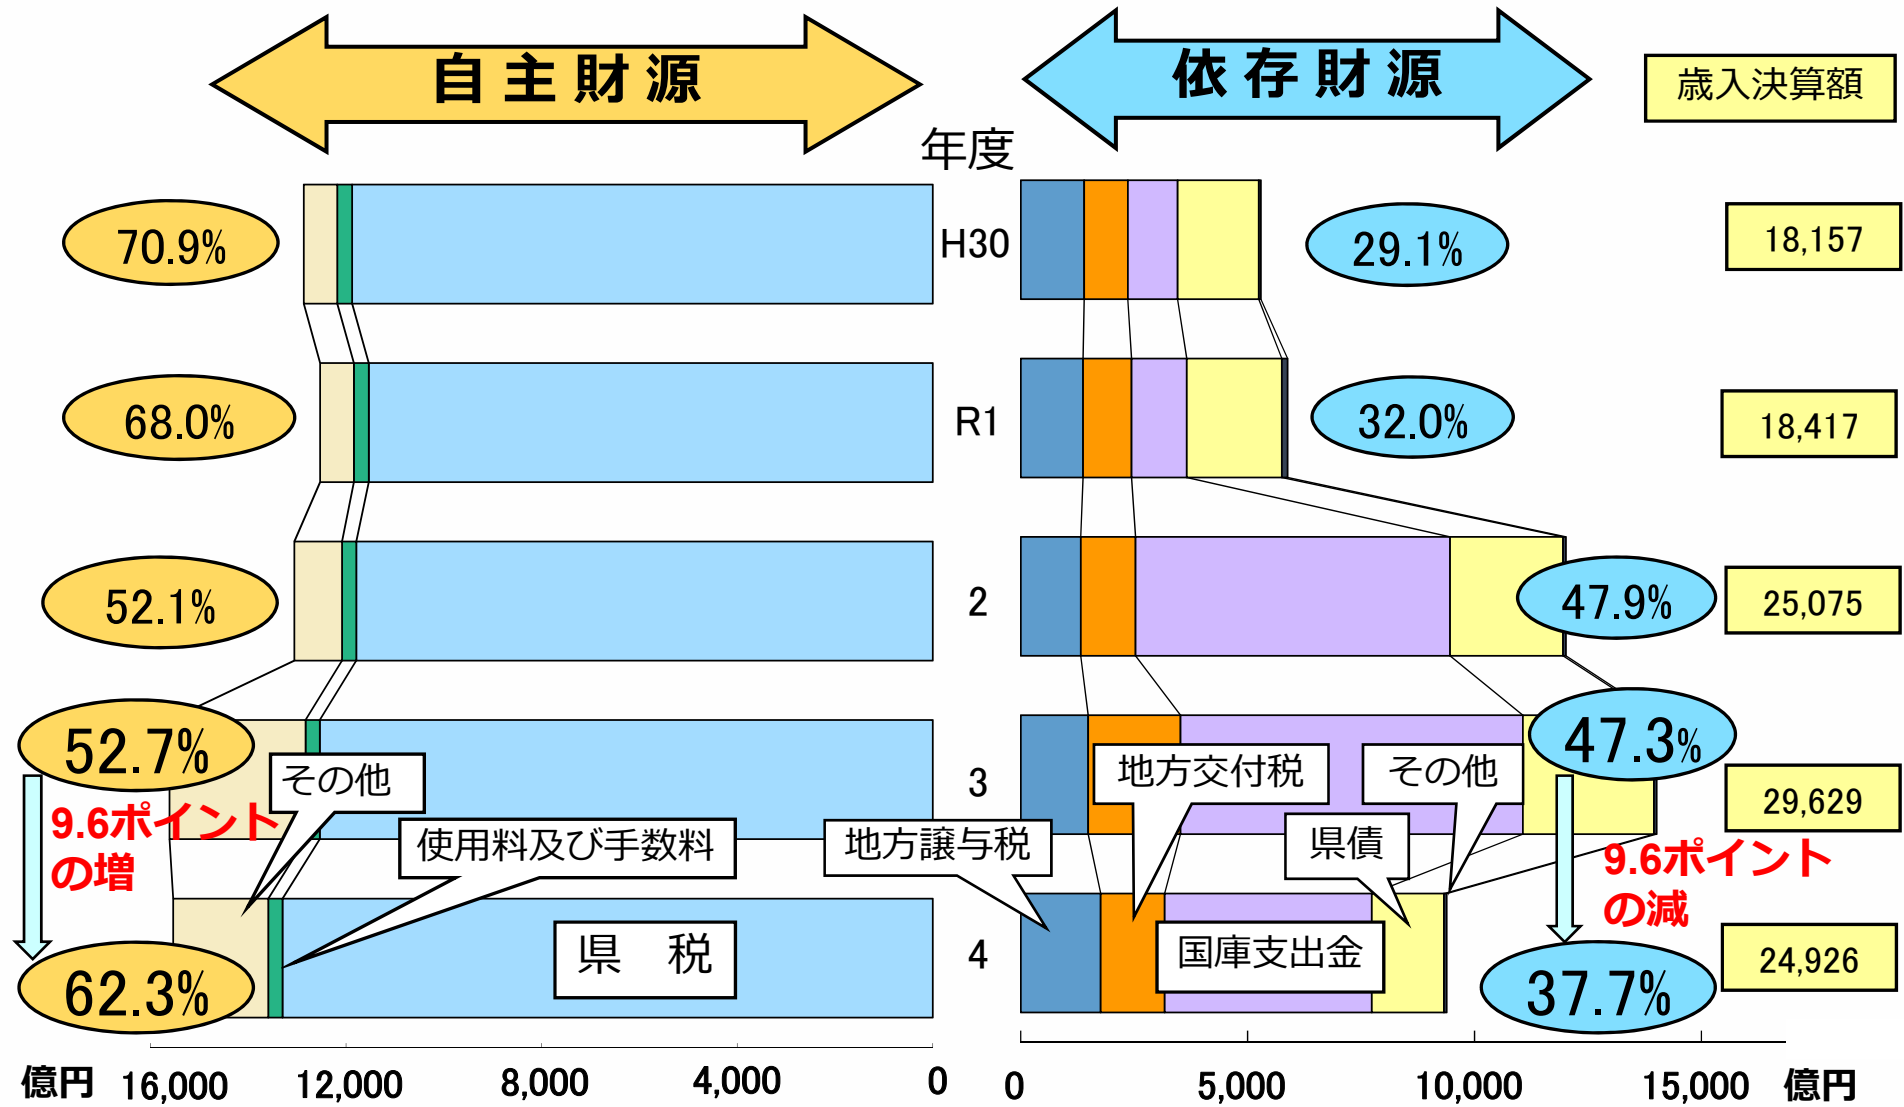 自主財源
依存財源
歳入決算額
年度
70.9%
H30
29.1%
18,157
68.0%
R1
32.0%
18,417
52.1%
2
47.9%
25,075
52.7%
3
47.3%
29,629
その他
使用料及び手数料
地方譲与税
地方交付税
その他
県債
9.6ポイント
の増
9.6ポイント
の減
62.3%
県 税
4
国庫支出金
37.7%
24,926
億円 16,000 12,000 8,000 4,000 0 0 5,000 10,000 15,000 億円